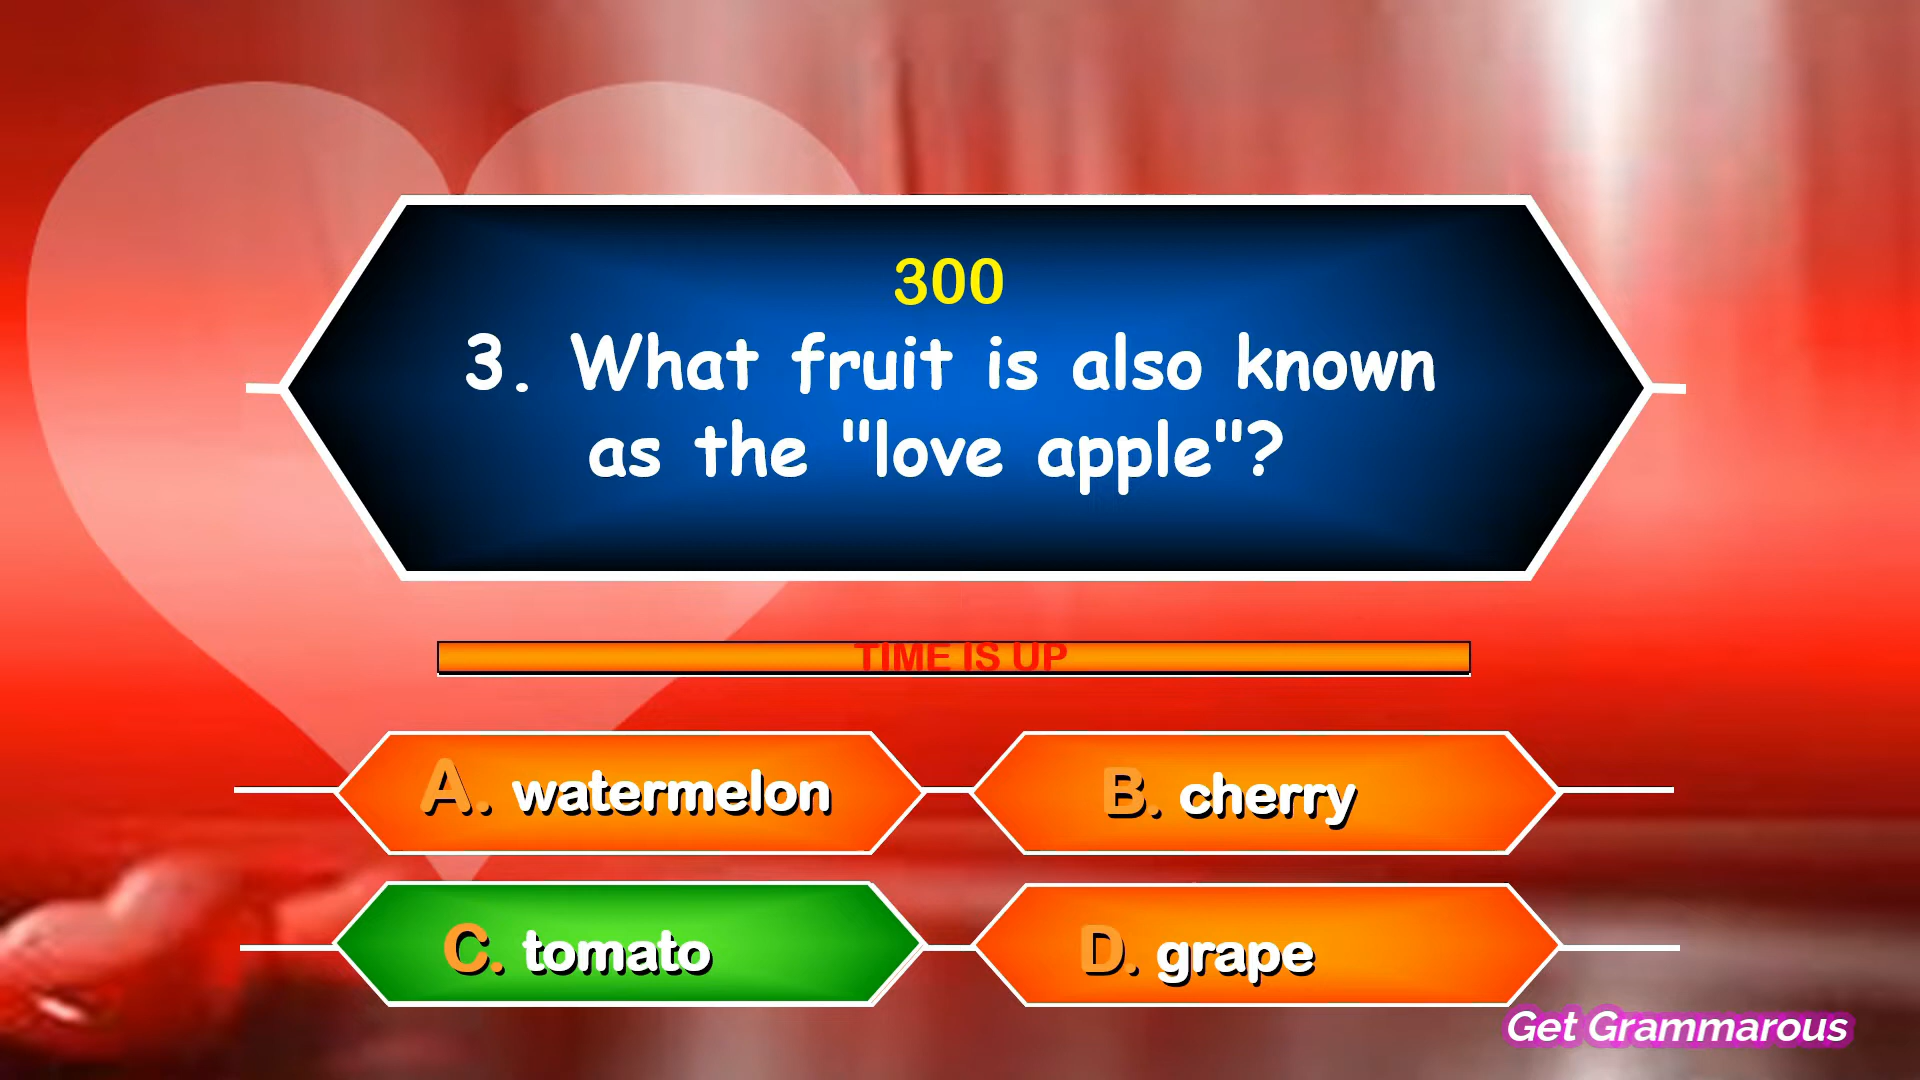 300
3. What fruit is also known
as the "love apple"?
TIME IS UP
A. watermelon
B. cherry
C. tomato
D. grape
Get Grammarous